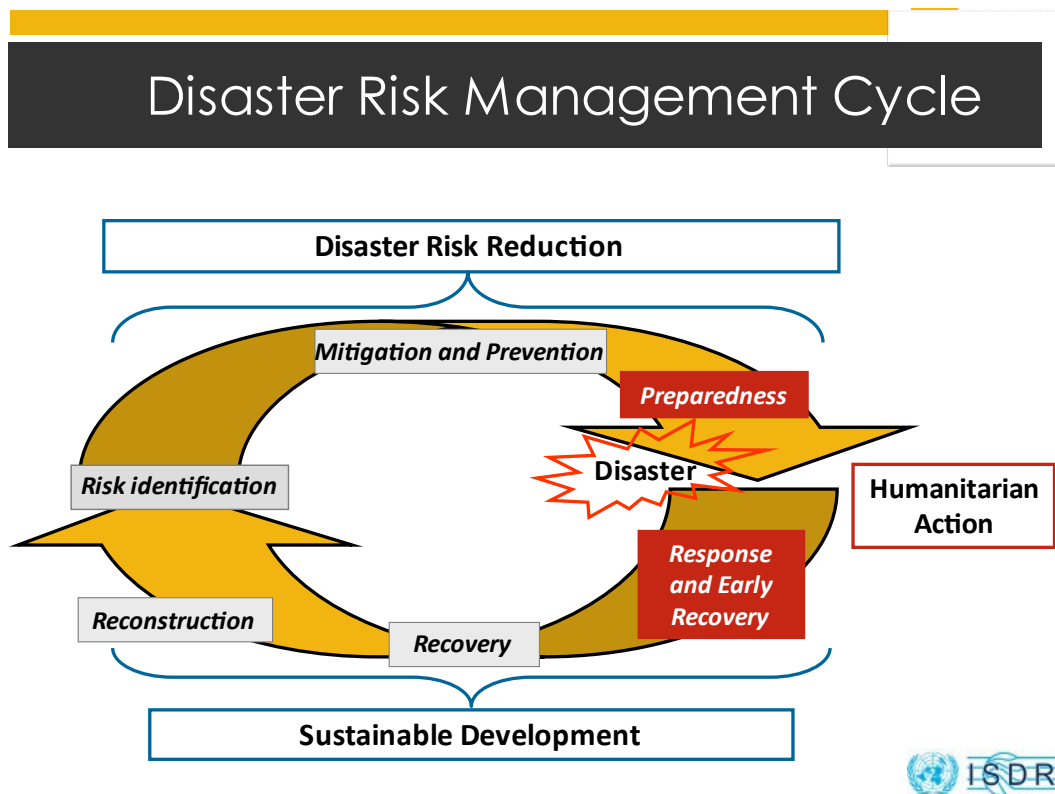 Disaster Risk Management Cycle
Disaster Risk Reduction
Mitigation and Prevention
Preparedness
Disaster
Risk identification
Humanitarian
Action
Response
and Early
Recovery
Reconstruction
Recovery
Sustainable Development
ISDR